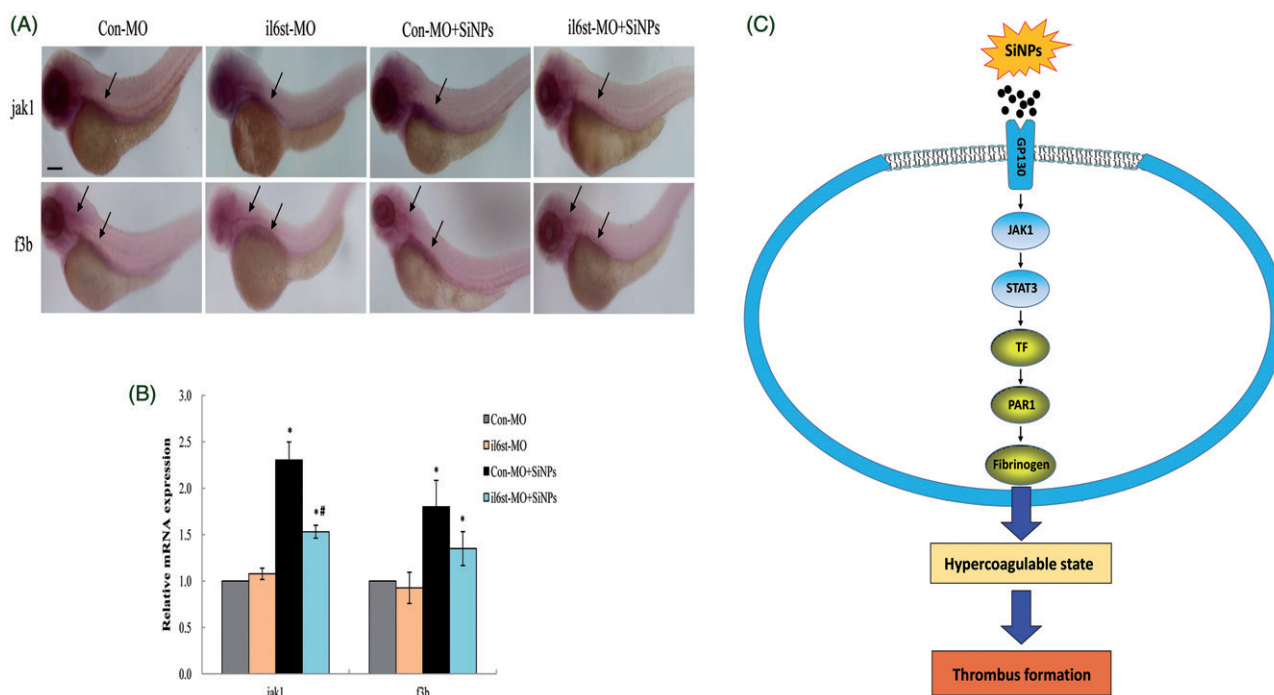 (A)
Con-MO
il6st-MO
Con-MO+SiNPs
il6st-MO+SiNPs
jak1
f3b
(B)
Relative mRNA expression
3.0
2.5
2.0
1.5
1.0
0.5
0.0
*
*#
*
*
Con-MO
il6st-MO
Con-MO+SiNPs
il6st-MO+SiNPs
jak1
f3b
(C)
SiNPs
GP130
JAK1
STAT3
TF
PAR1
Fibrinogen
Hypercoagulable state
Thrombus formation